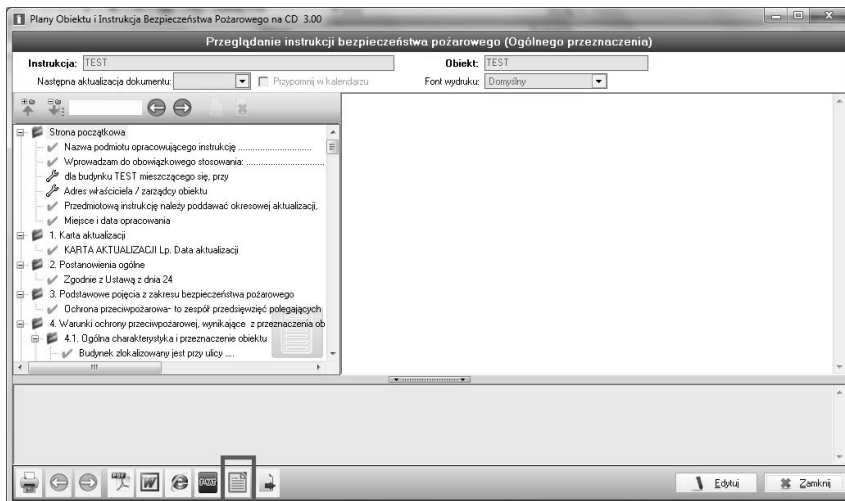 Plany Obiektu i Instrukcja Bezpieczeństwa Pożarowego na CD 3.00
Przeglądanie instrukcji bezpieczeństwa pożarowego (Ogólnego przeznaczenia)
Instrukcja: TEST
Obiekt: TEST
Następna aktualizacja dokumentu:
Przypomnij w kalendarzu
Font wydruku: Domyślny
Strona początkowa
Nazwa podmiotu opracowującego instrukcję ..............................
Wprowadzam do obowiązkowego stosowania: ..............................
dla budynku TEST mieszczącego się, przy
Adres właściciela / zarządcy obiektu
Przedmiotową instrukcję należy poddawać okresowej aktualizacji,
Miejsce i data opracowania
1. Karta aktualizacji
KARTA AKTUALIZACJI Lp. Data aktualizacji
2. Postanowienia ogólne
Zgodnie z Ustawą z dnia 24
3. Podstawowe pojęcia z zakresu bezpieczeństwa pożarowego
Ochrona przeciwpożarowa- to zespół przedsięwzięć polegających
4. Warunki ochrony przeciwpożarowej, wynikające z przeznaczenia ob
4.1. Ogólna charakterystyka i przeznaczenie obiektu
Budynek zlokalizowany jest przy ulicy ....
PDF
W
Edytuj
Zamknij